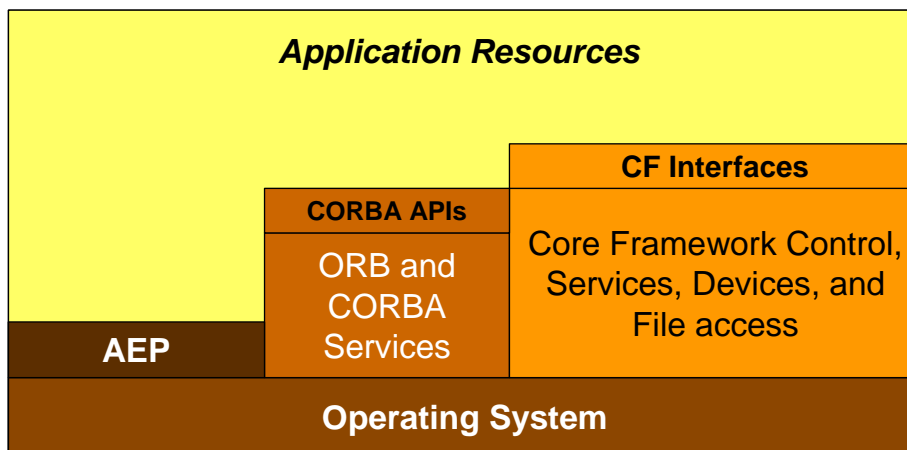 Application Resources
CF Interfaces
CORBA APIs
Core Framework Control,
Services, Devices, and
File access
ORB and
CORBA
Services
AEP
Operating System